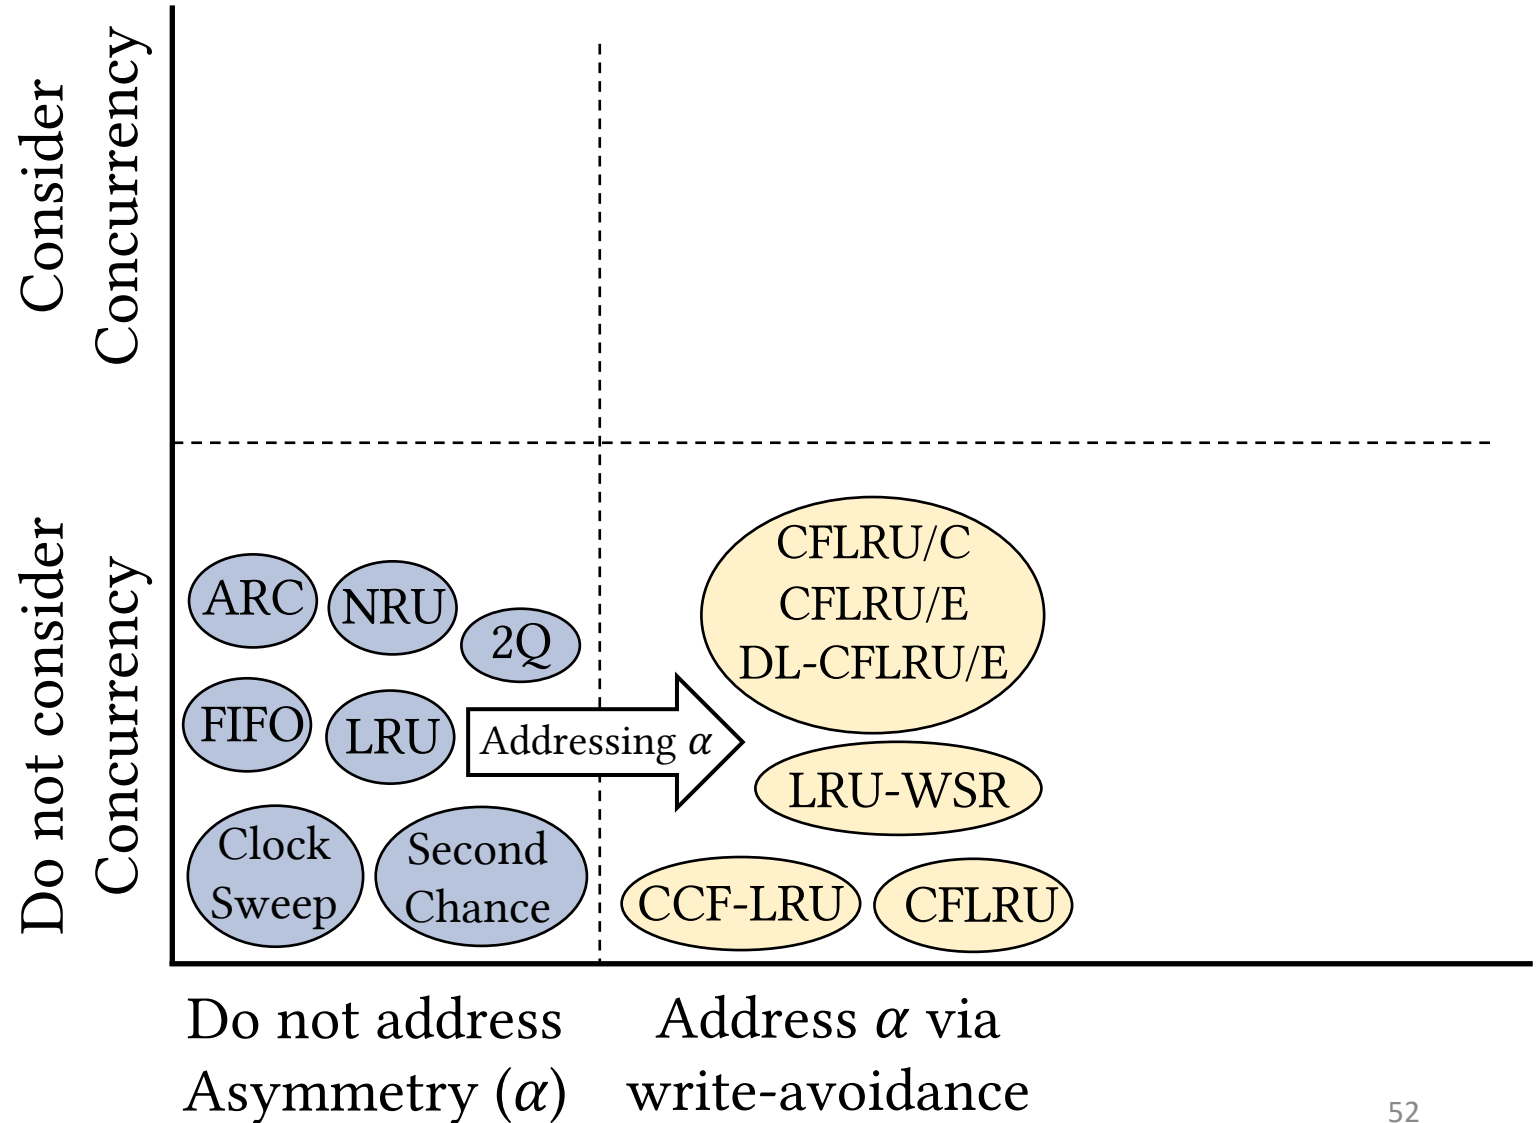 Consider
Concurrency
Do not consider
Concurrency
CFLRU/C
CFLRU/E
DL-CFLRU/E
ARC
NRU
2Q
FIFO
LRU
Addressing α
LRU-WSR
Clock
Sweep
Second
Chance
CCF-LRU
CFLRU
Do not address
Asymmetry (α)
Address α via
write-avoidance
52